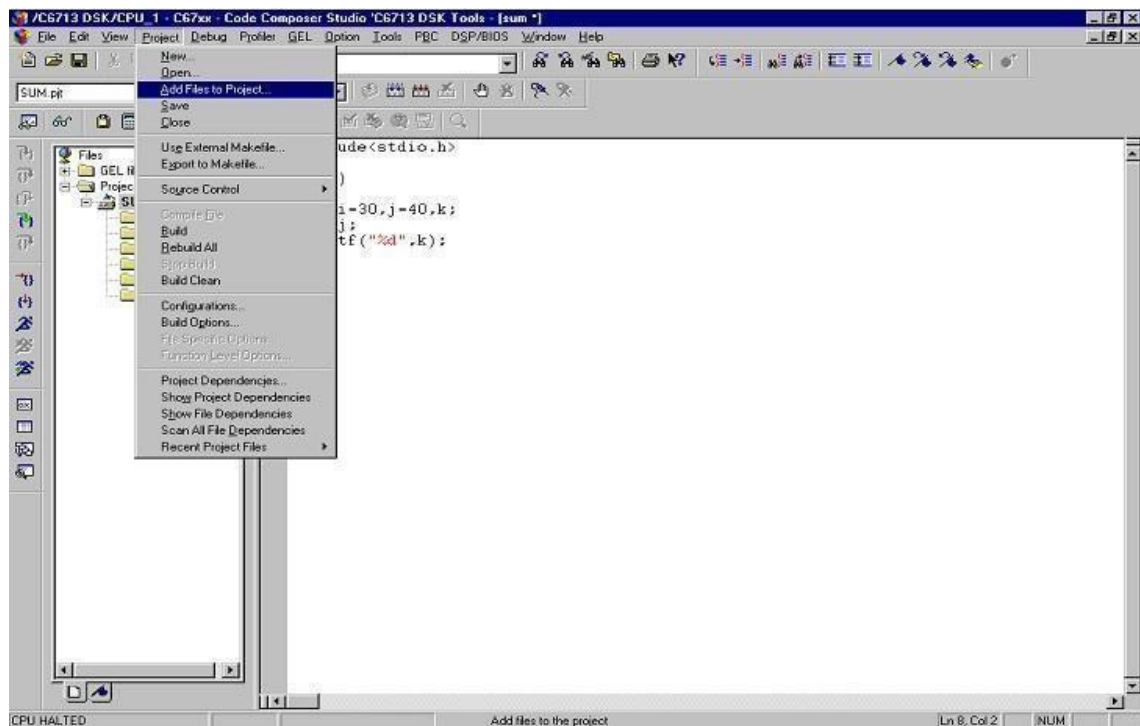 /C6713 DSK/CPU_1 - C67xx - Code Composer Studio 'C6713 DSK Tools - [sum *]
File Edit View Project Debug Profiler GEL Option Tools PBC DSP/BIOS Window Help
SUM.pjt
New...
Open...
Add Files to Project...
Save
Close
Use External Makefile...
Export to Makefile...
Source Control
Compile File
Build
Rebuild All
Stop Build
Build Clean
Configurations...
Build Options...
File Specific Options...
Function Level Options...
Project Dependencies...
Show Project Dependencies
Show File Dependencies
Scan All File Dependencies
Recent Project Files
Files
GEL fi
Projec
SU
ude<stdio.h>
)
i=30,j=40,k;
j;
tf("%d",k);
CPU HALTED
Add files to the project
Ln 8, Col 2
NUM